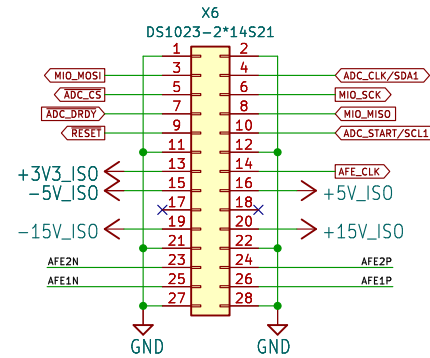 X6
DS1023-2*14S21
1 2
MIO_MOSI 3 4 ADC_CLK/SDA1
ADC_CS 5 6 MIO_SCK
ADC_DRDY 7 8 MIO_MISO
RESET 9 10 ADC_START/SCL1
11 12
+3V3_ISO 13 14 AFE_CLK
-5V_ISO 15 16 +5V_ISO
17 18
-15V_ISO 19 20 +15V_ISO
21 22
AFE2N 23 24 AFE2P
AFE1N 25 26 AFE1P
27 28
GND GND